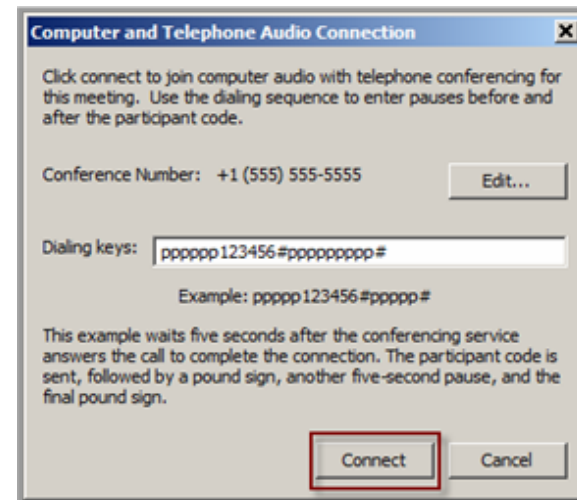 Computer and Telephone Audio Connection
Click connect to join computer audio with telephone conferencing for
this meeting. Use the dialing sequence to enter pauses before and
after the participant code.
Conference Number: +1 (555) 555-5555
Edit...
Dialing keys: pppppp123456#ppppppppp#
Example: ppppp123456#ppppp#
This example waits five seconds after the conferencing service
answers the call to complete the connection. The participant code is
sent, followed by a pound sign, another five-second pause, and the
final pound sign.
Connect Cancel